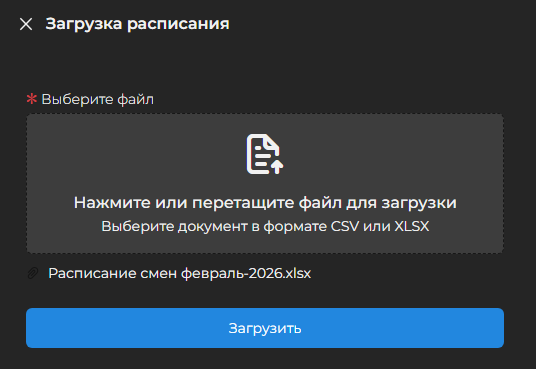 Загрузка расписания
* Выберите файл
Нажмите или перетащите файл для загрузки
Выберите документ в формате CSV или XLSX
Расписание смен февраль-2026.xlsx
Загрузить